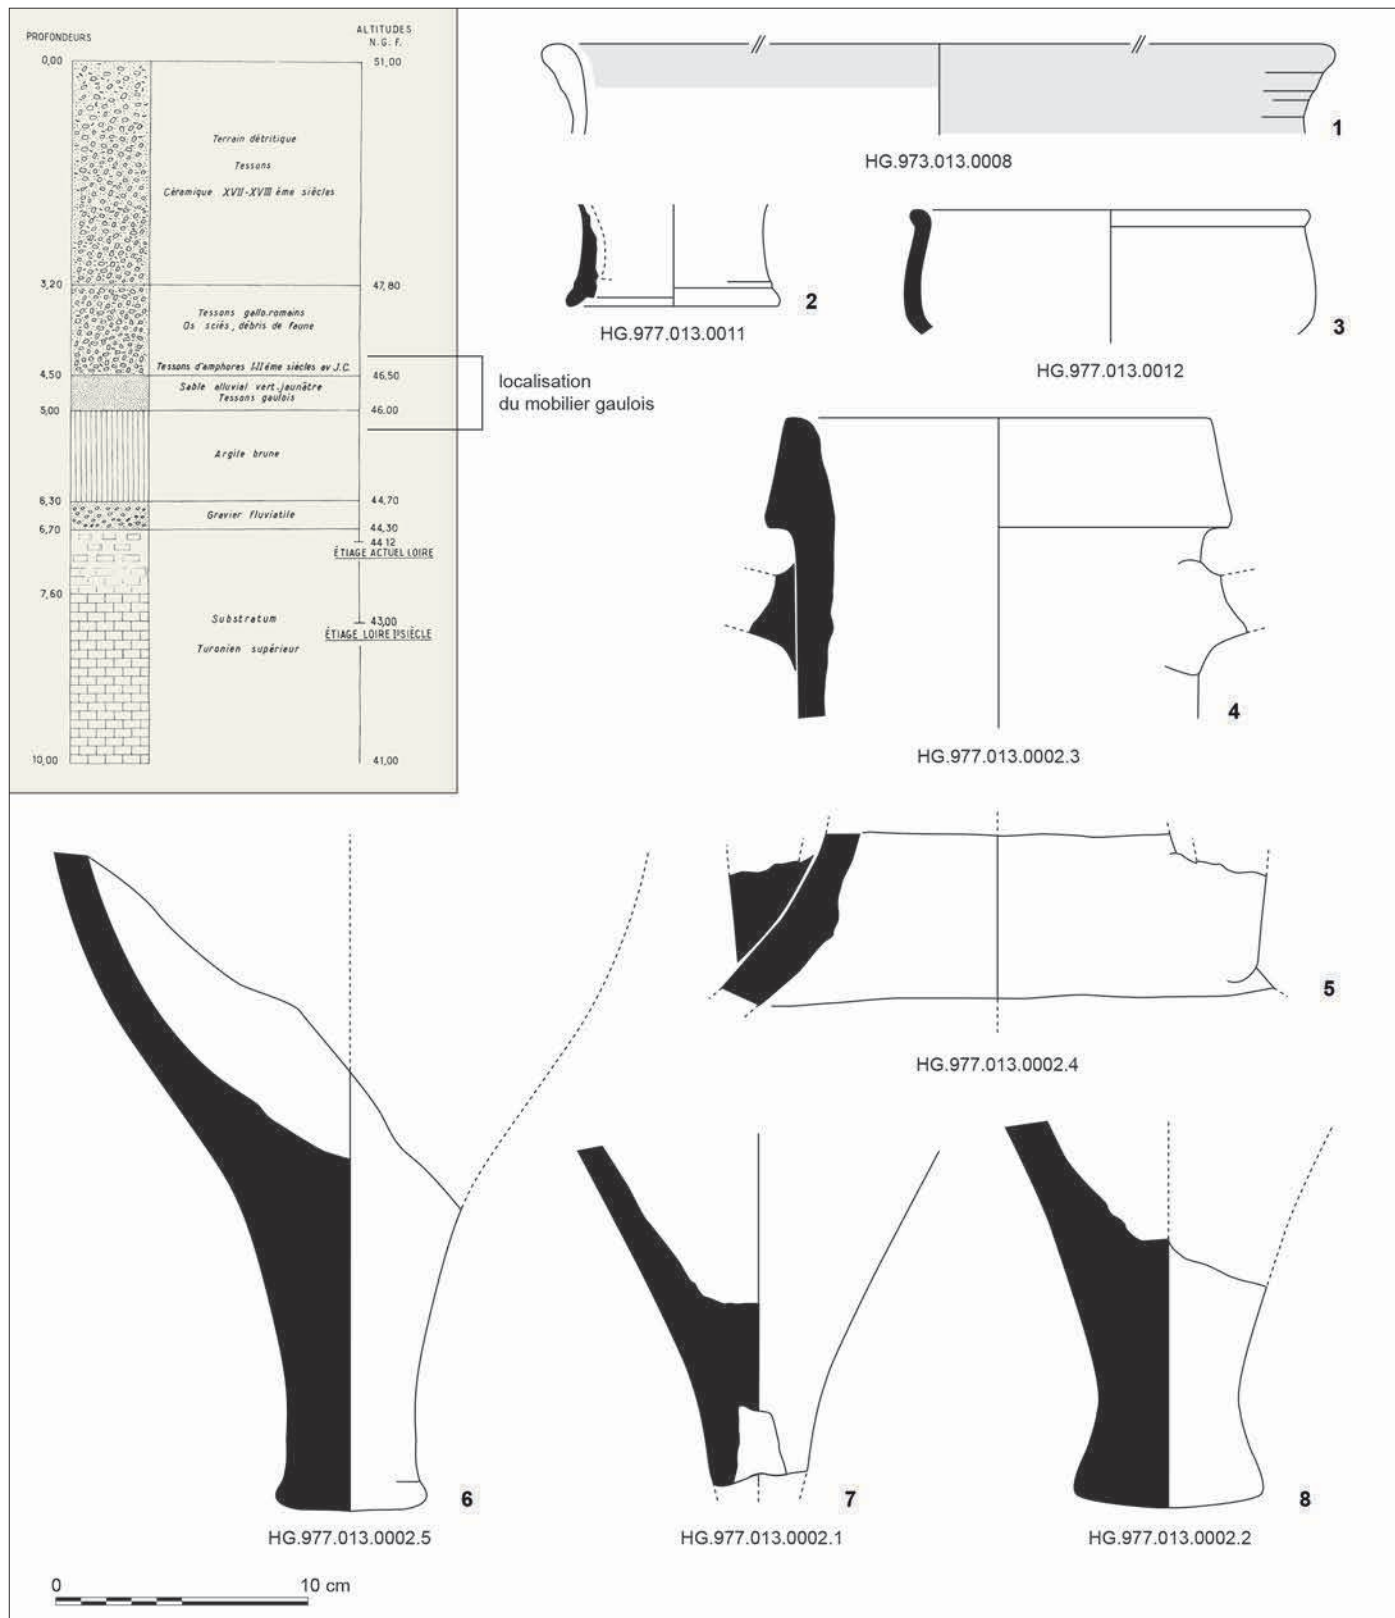 PROFONDEURS
ALTITUDES
N. G. F.
0,00
51,00
Terrain détritique
Tessons
Céramique XVII-XVIII ème siècles
3,20
47,80
Tessons gallo.romains
Os sciés, débris de faune
Tessons d'amphores I-II ème siècles av J.C.
4,50
46,50
Sable alluvial vert.jaunâtre
Tessons gaulois
5,00
46.00
localisation
du mobilier gaulois
Argile brune
6,30
44,70
Gravier fluviatile
6,70
44,30
44 12
ÉTIAGE ACTUEL LOIRE
7,60
Substratum
43,00
ÉTIAGE LOIRE I° SIÈCLE
Turonien supérieur
10,00
41,00
1
HG.973.013.0008
2
HG.977.013.0011
3
HG.977.013.0012
4
HG.977.013.0002.3
5
HG.977.013.0002.4
6
HG.977.013.0002.5
7
HG.977.013.0002.1
8
HG.977.013.0002.2
0 10 cm